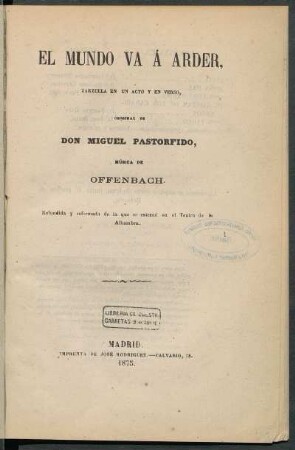 EL MUNDO VA Á ARDER,
ZARZUELA EN UN ACTO Y EN VERSO,
ORIGINAL DE
DON MIGUEL PASTORFIDO,
MÚSICA DE
OFFENBACH.
Refundida y reformada de la que se estrenó en el Teatro de la
Alhambra.
LIBRERIA
CARRETAS
MADRID.
IMPRENTA DE JOSÉ RODRIGUEZ.—CALVARIO, 18.
1875.